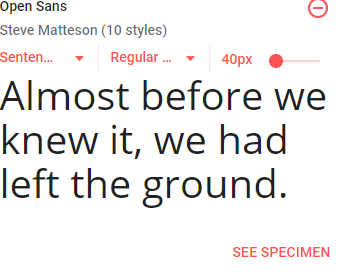 Open Sans
Steve Matteson (10 styles)
Senten... Regular ... 40px
Almost before we
knew it, we had
left the ground.
SEE SPECIMEN